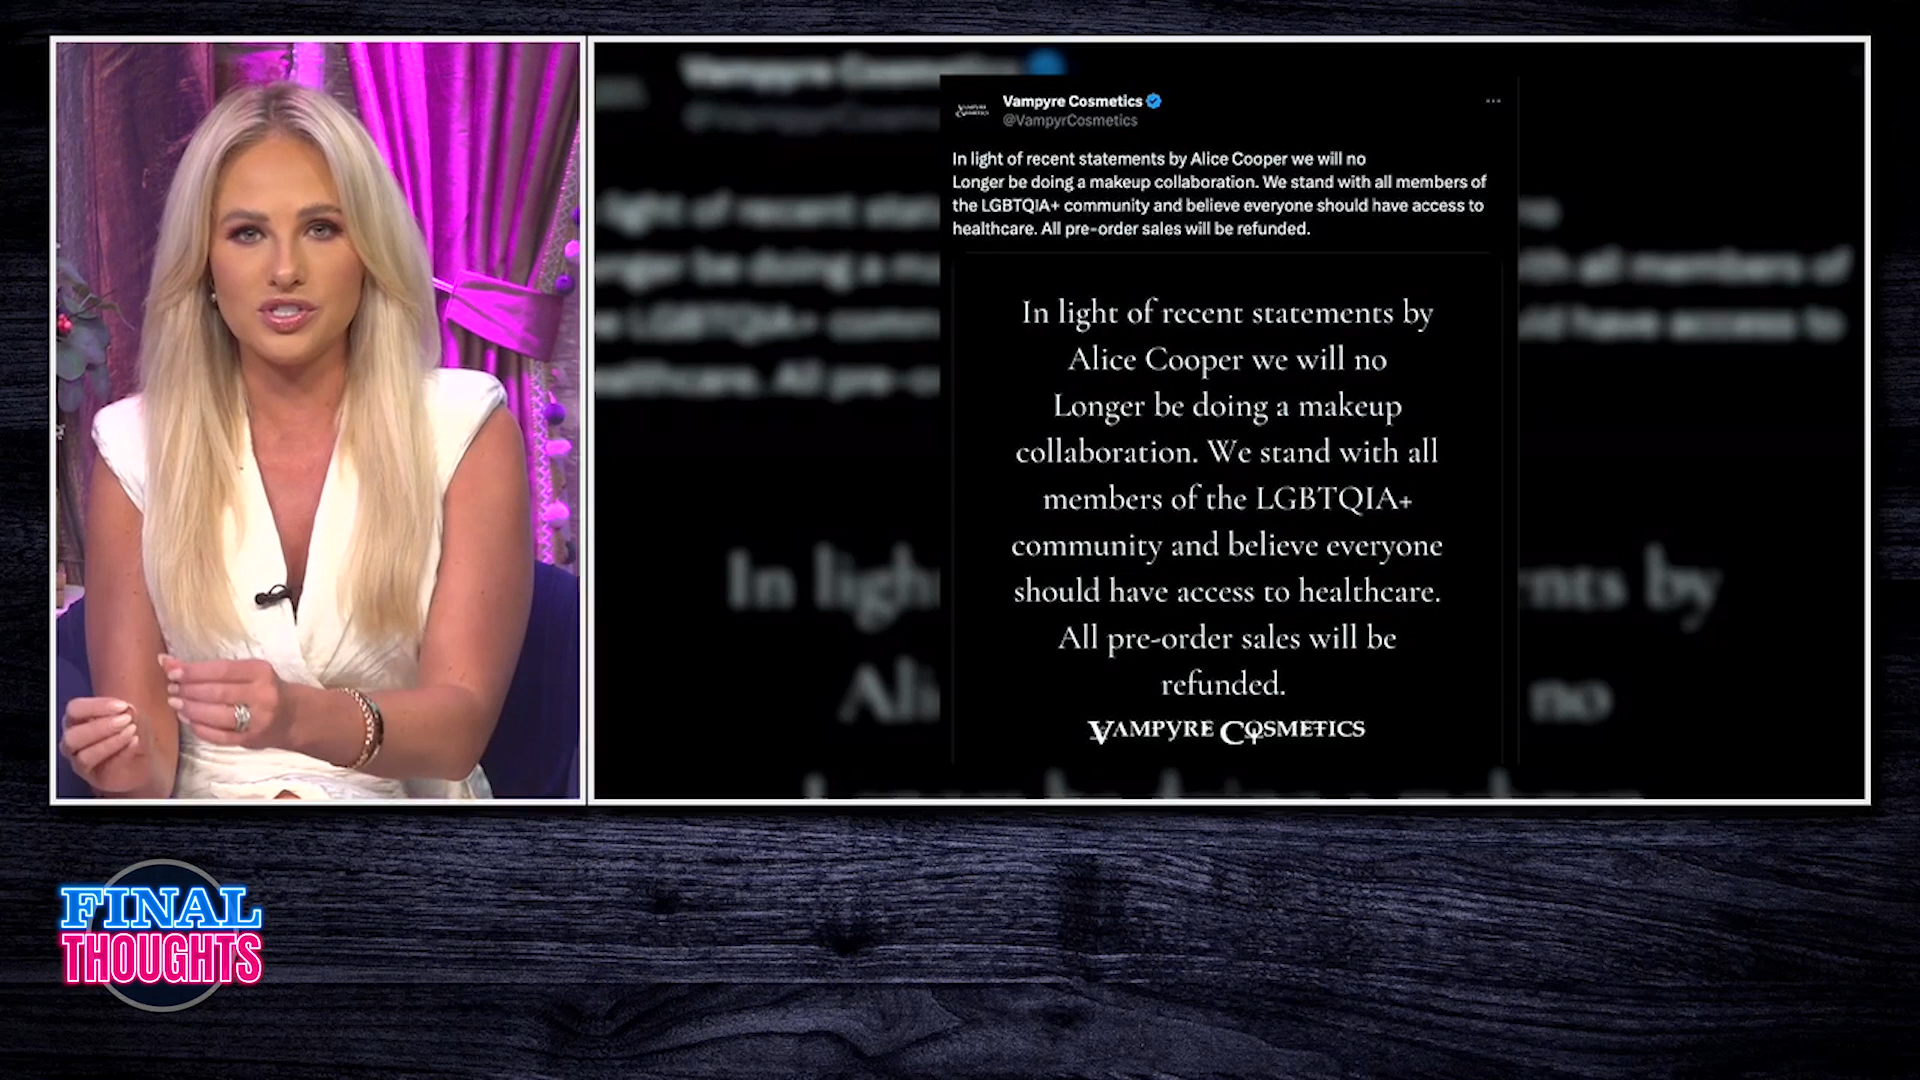 Vampyre Cosmetics
@VampyrCosmetics
In light of recent statements by Alice Cooper we will no
Longer be doing a makeup collaboration. We stand with all members of
the LGBTQIA+ community and believe everyone should have access to
healthcare. All pre-order sales will be refunded.
In light of recent statements by
Alice Cooper we will no
Longer be doing a makeup
collaboration. We stand with all
members of the LGBTQIA+
community and believe everyone
should have access to healthcare.
All pre-order sales will be
refunded.
VAMPYRE COSMETICS
FINAL
THOUGHTS